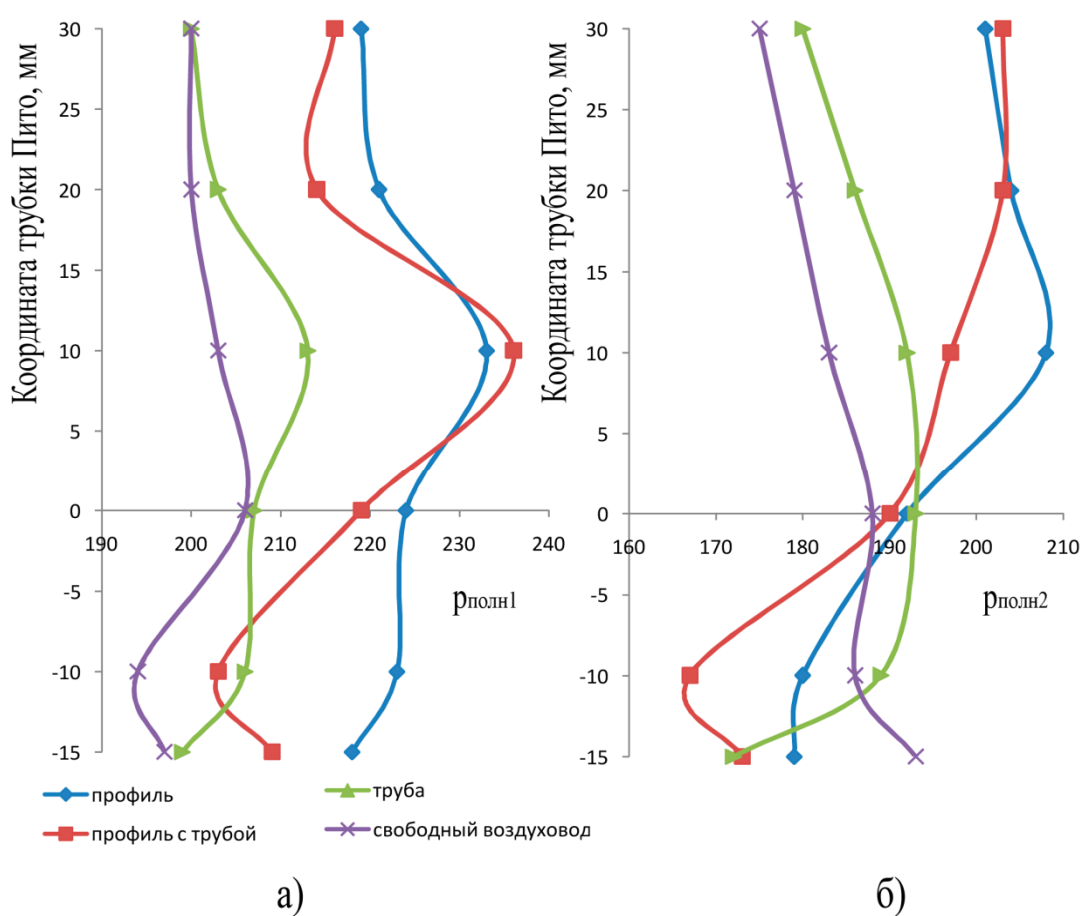 Координата трубки Пито, мм
30
25
20
15
10
5
0
-5
-10
-15
190 200 210 220 230 240
рполн1
Координата трубки Пито, мм
30
25
20
15
10
5
0
-5
-10
-15
160 170 180 190 200 210
рполн2
профиль
труба
профиль с трубой
свободный воздуховод
а)
б)